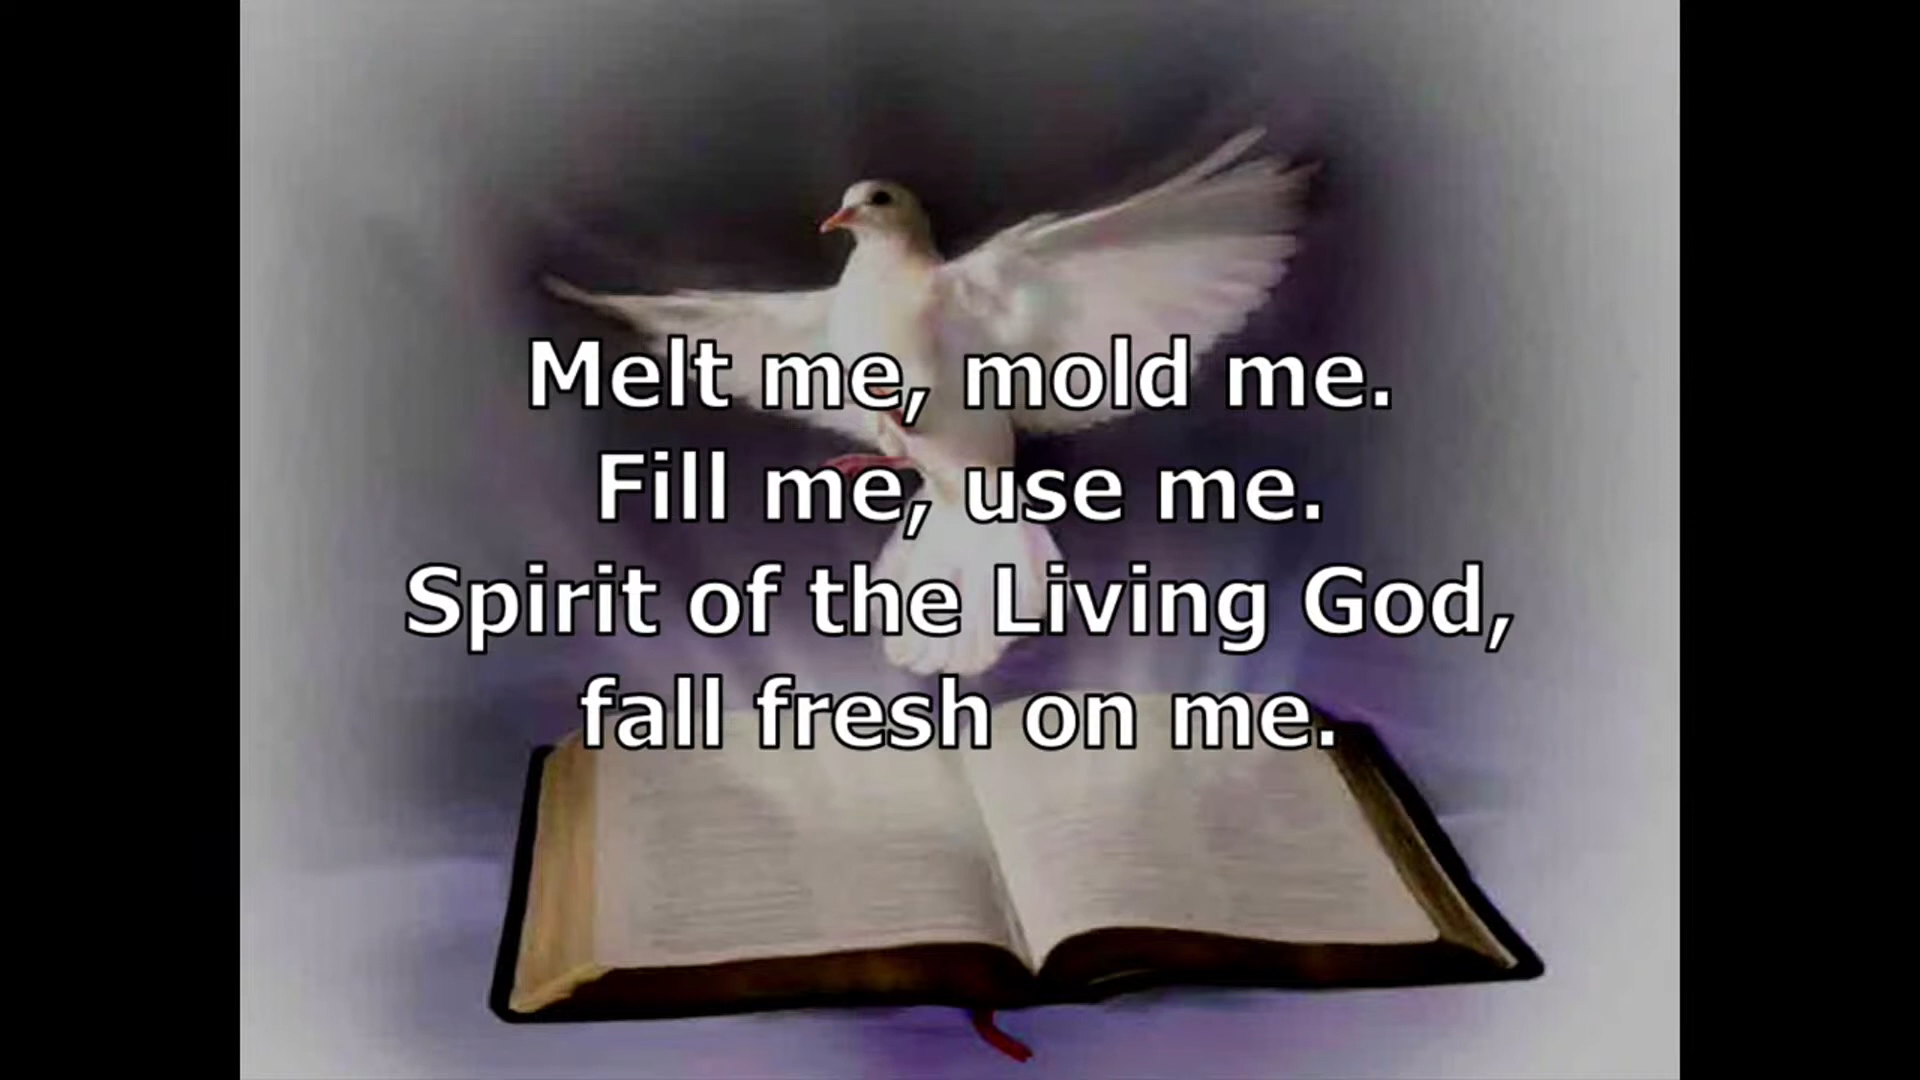 Melt me, mold me.
Fill me, use me.
Spirit of the Living God,
fall fresh on me.